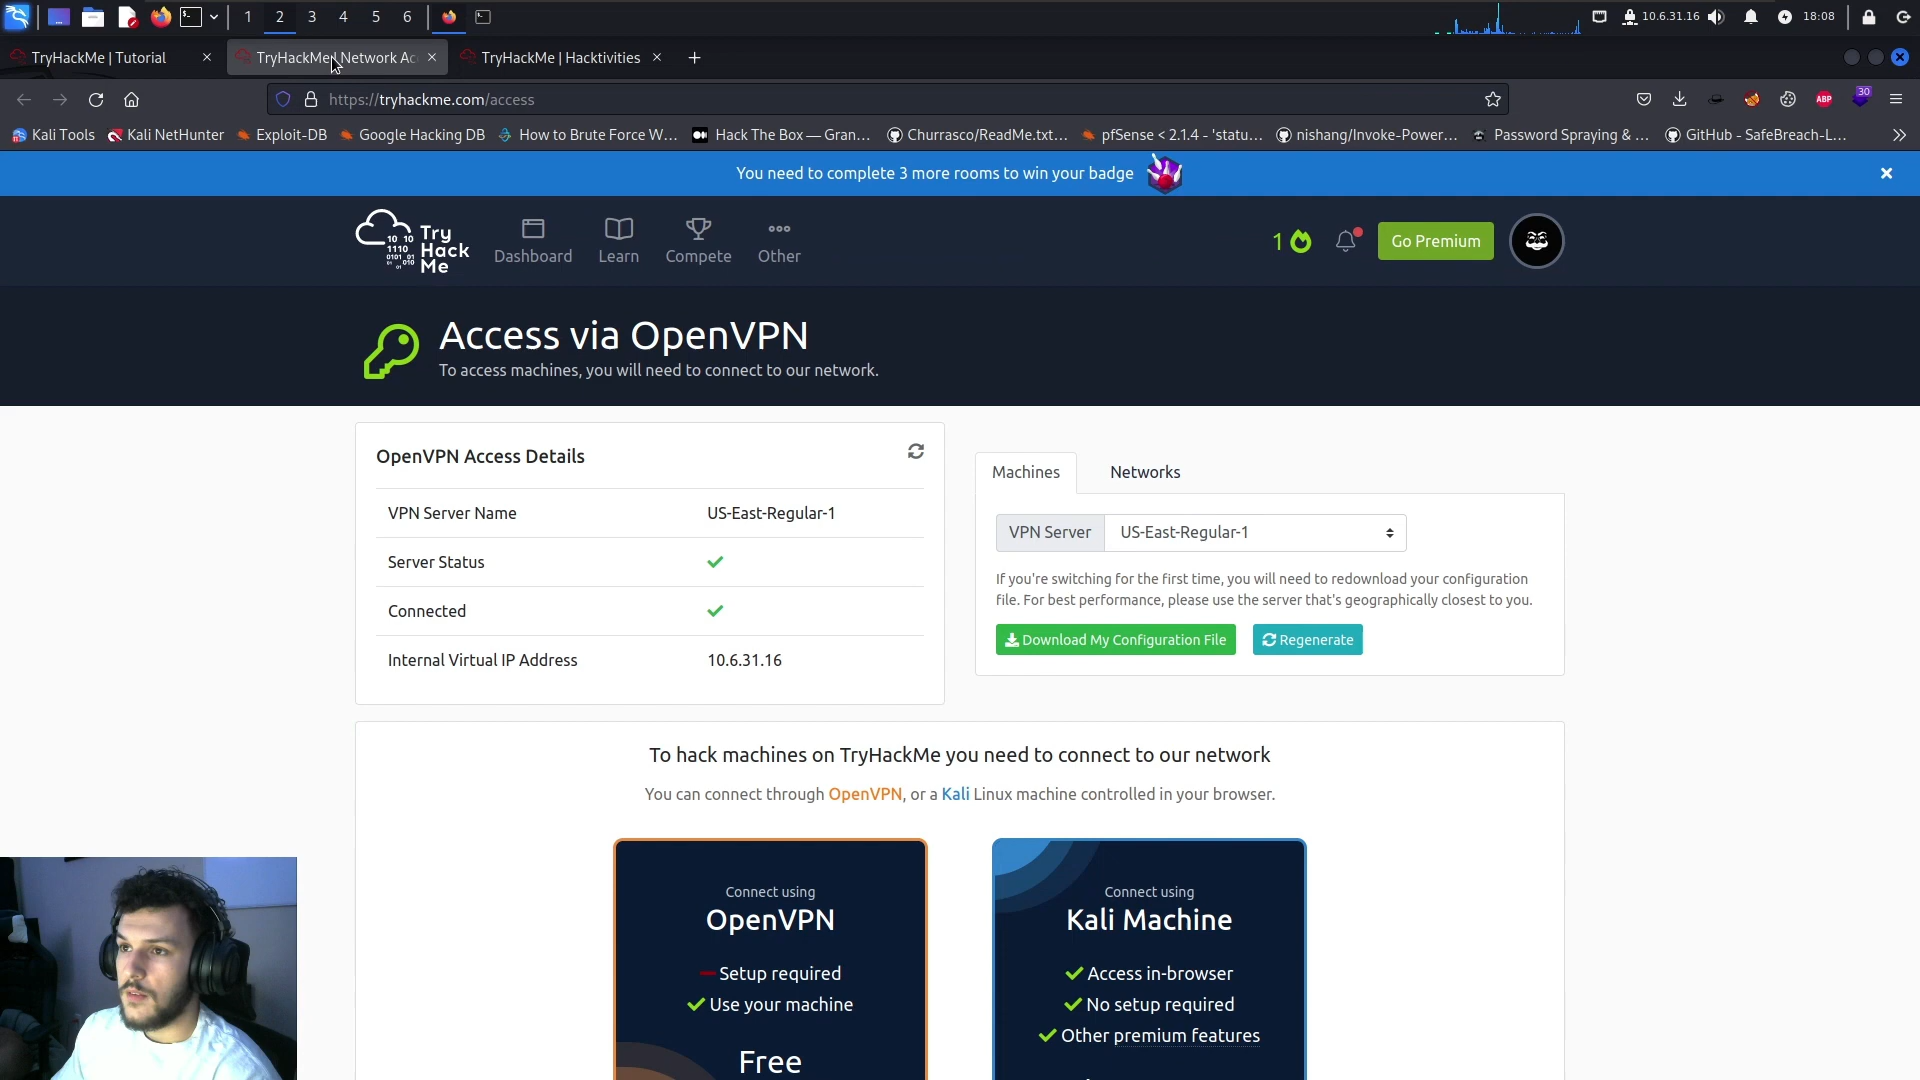 1 2 3 4 5 6 10.6.31.16 18:08
TryHackMe | Tutorial TryHackMe | Network Acc TryHackMe | Hacktivities
https://tryhackme.com/access 30
Kali Tools Kali NetHunter Exploit-DB Google Hacking DB How to Brute Force W... Hack The Box — Gran... Churrasco/ReadMe.txt... pfSense < 2.1.4 - 'statu... nishang/Invoke-Power... Password Spraying & ... GitHub - SafeBreach-L...
You need to complete 3 more rooms to win your badge
Try Hack Me
Dashboard Learn Compete Other
1 Go Premium
Access via OpenVPN
To access machines, you will need to connect to our network.
OpenVPN Access Details
VPN Server Name US-East-Regular-1
Server Status
Connected
Internal Virtual IP Address 10.6.31.16
Machines Networks
VPN Server US-East-Regular-1
If you're switching for the first time, you will need to redownload your configuration
file. For best performance, please use the server that's geographically closest to you.
Download My Configuration File Regenerate
To hack machines on TryHackMe you need to connect to our network
You can connect through OpenVPN, or a Kali Linux machine controlled in your browser.
Connect using
OpenVPN
Setup required
Use your machine
Free
Connect using
Kali Machine
Access in-browser
No setup required
Other premium features